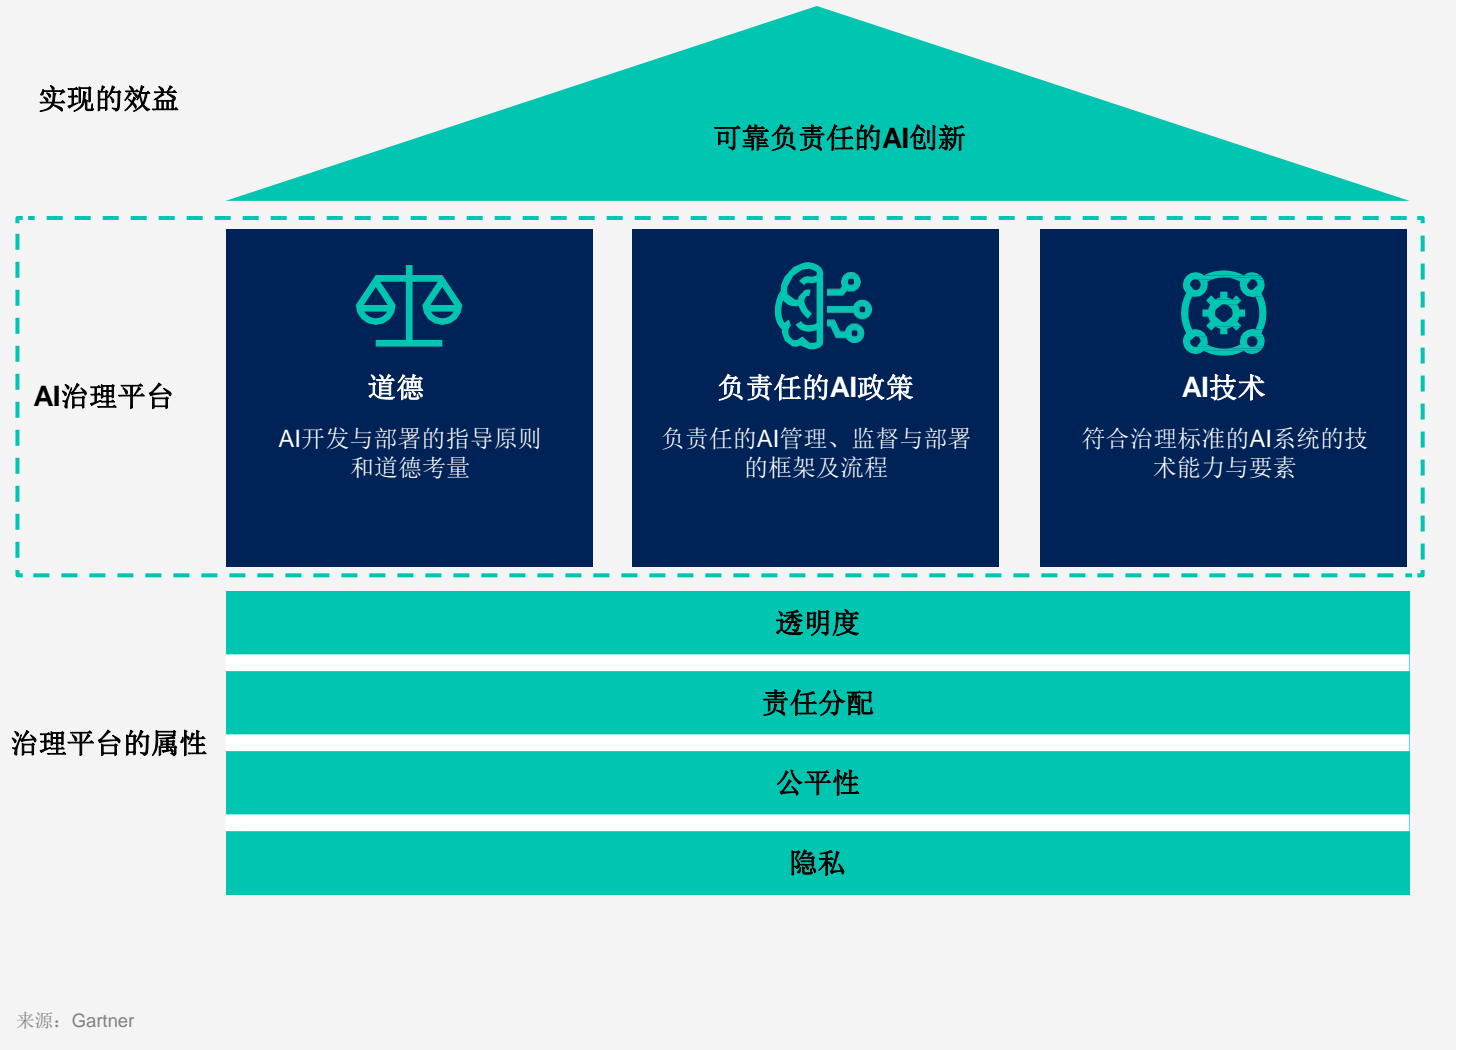 实现的效益
可靠负责任的AI创新
AI治理平台
道德
AI开发与部署的指导原则
和道德考量
负责任的AI政策
负责任的AI管理、监督与部署
的框架及流程
AI技术
符合治理标准的AI系统的技
术能力与要素
治理平台的属性
透明度
责任分配
公平性
隐私
来源：Gartner